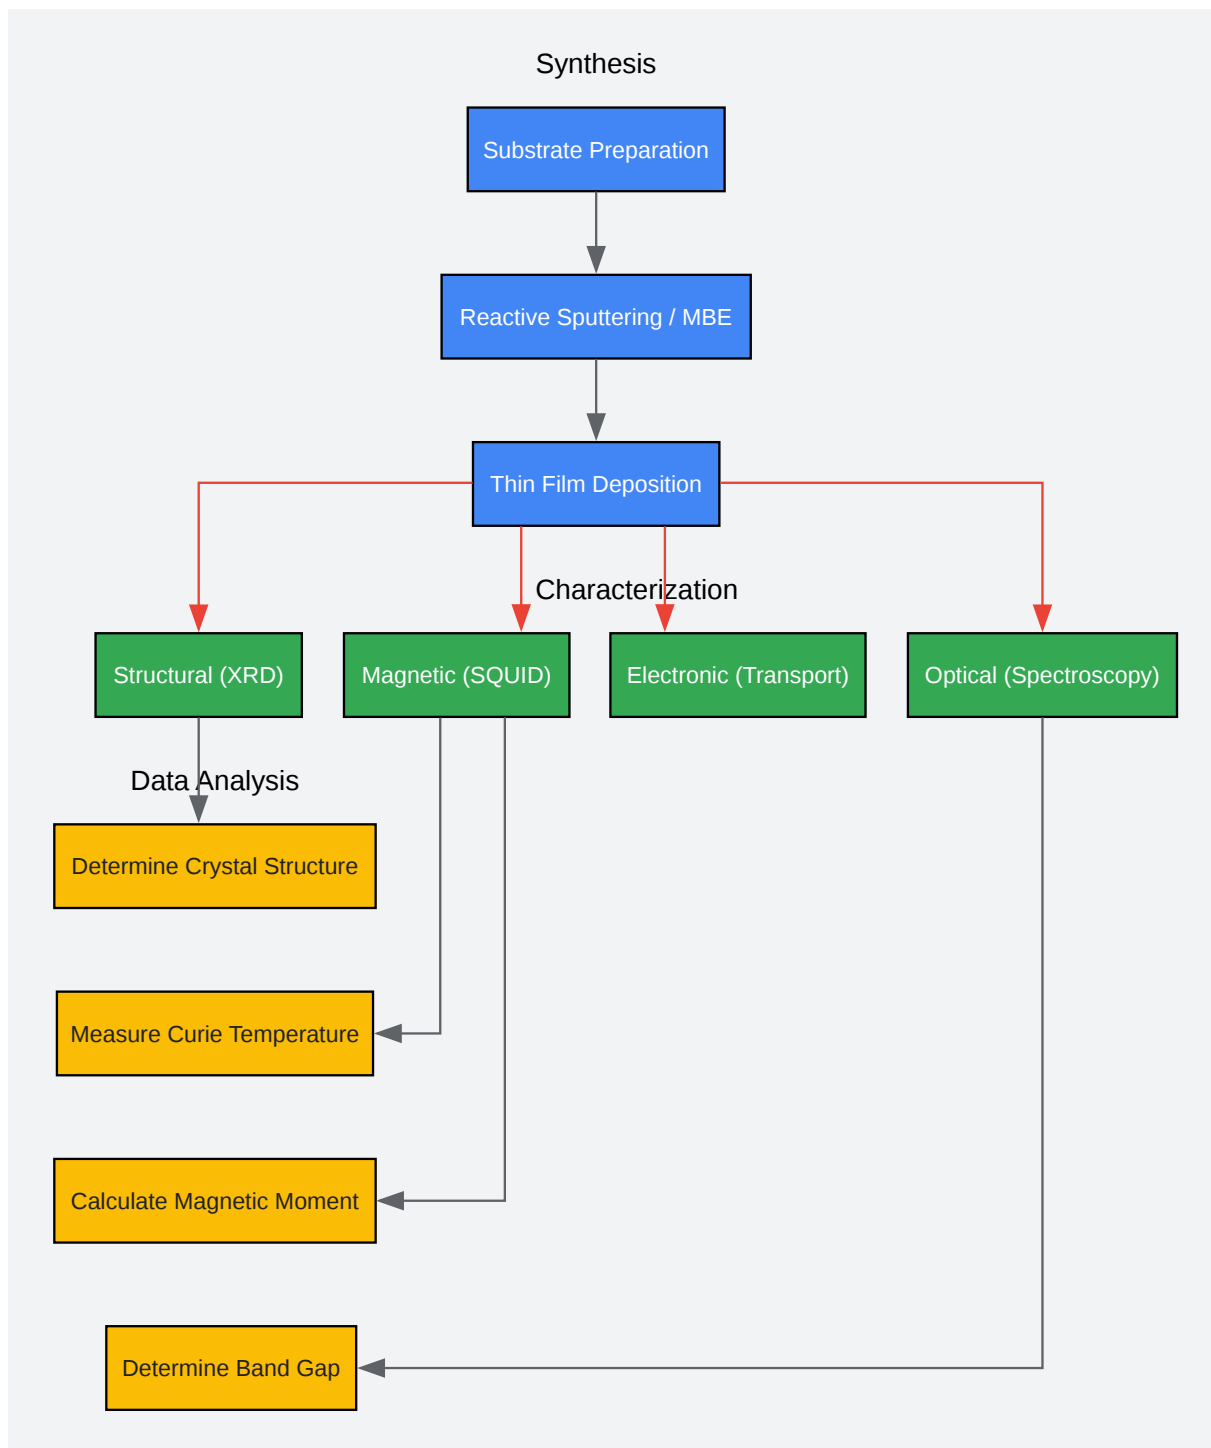 Synthesis
Substrate Preparation
Reactive Sputtering / MBE
Thin Film Deposition
Characterization
Structural (XRD)
Magnetic (SQUID)
Electronic (Transport)
Optical (Spectroscopy)
Data Analysis
Determine Crystal Structure
Measure Curie Temperature
Calculate Magnetic Moment
Determine Band Gap